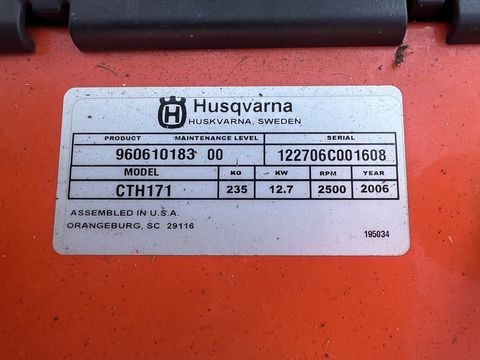 Husqvarna
HUSKVARNA, SWEDEN
PRODUCT MAINTENANCE LEVEL SERIAL
960610183 00 122706C001608
MODEL KG KW RPM YEAR
CTH171 235 12.7 2500 2006
ASSEMBLED IN U.S.A.
ORANGEBURG, SC 29116
195034